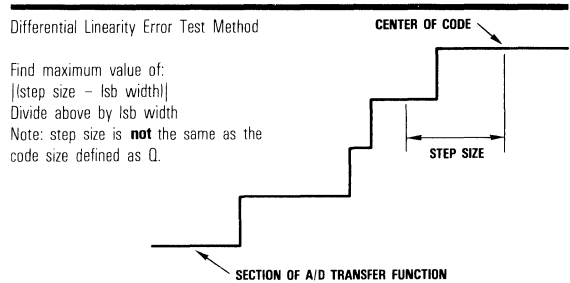 Differential Linearity Error Test Method
CENTER OF CODE
Find maximum value of:
|(step size – lsb width)|
Divide above by lsb width
Note: step size is not the same as the
code size defined as Q.
STEP SIZE
SECTION OF A/D TRANSFER FUNCTION